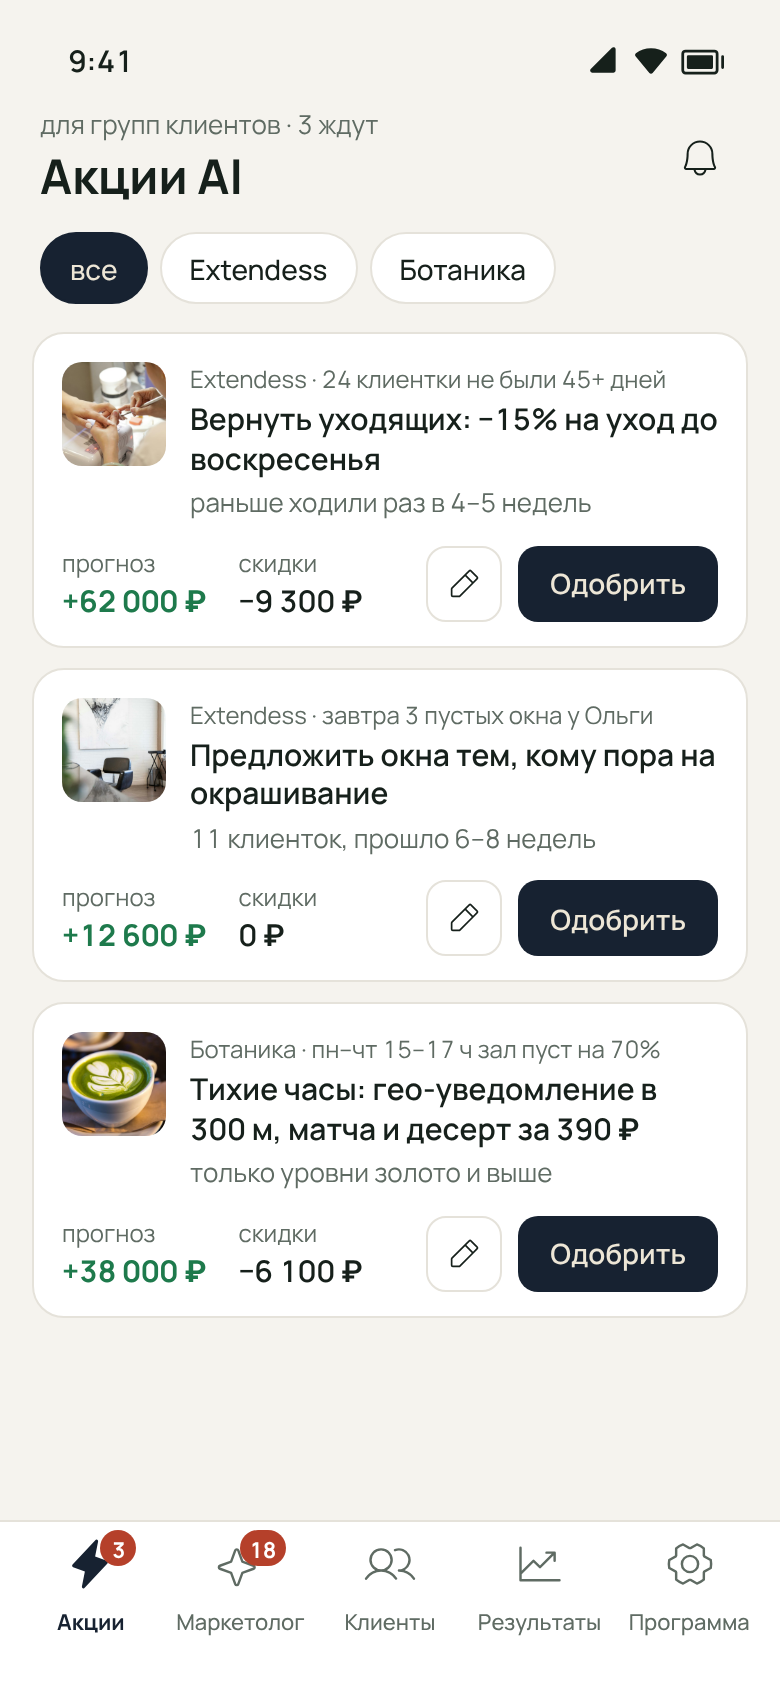 9:41
для групп клиентов · 3 ждут
Акции AI
все
Extendess
Ботаника
Extendess · 24 клиентки не были 45+ дней
Вернуть уходящих: −15% на уход до
воскресенья
раньше ходили раз в 4–5 недель
прогноз
+62 000 ₽
скидки
−9 300 ₽
Одобрить
Extendess · завтра 3 пустых окна у Ольги
Предложить окна тем, кому пора на
окрашивание
11 клиенток, прошло 6–8 недель
прогноз
+12 600 ₽
скидки
0 ₽
Одобрить
Ботаника · пн–чт 15–17 ч зал пуст на 70%
Тихие часы: гео-уведомление в
300 м, матча и десерт за 390 ₽
только уровни золото и выше
прогноз
+38 000 ₽
скидки
−6 100 ₽
Одобрить
3
18
Акции
Маркетолог
Клиенты
Результаты
Программа